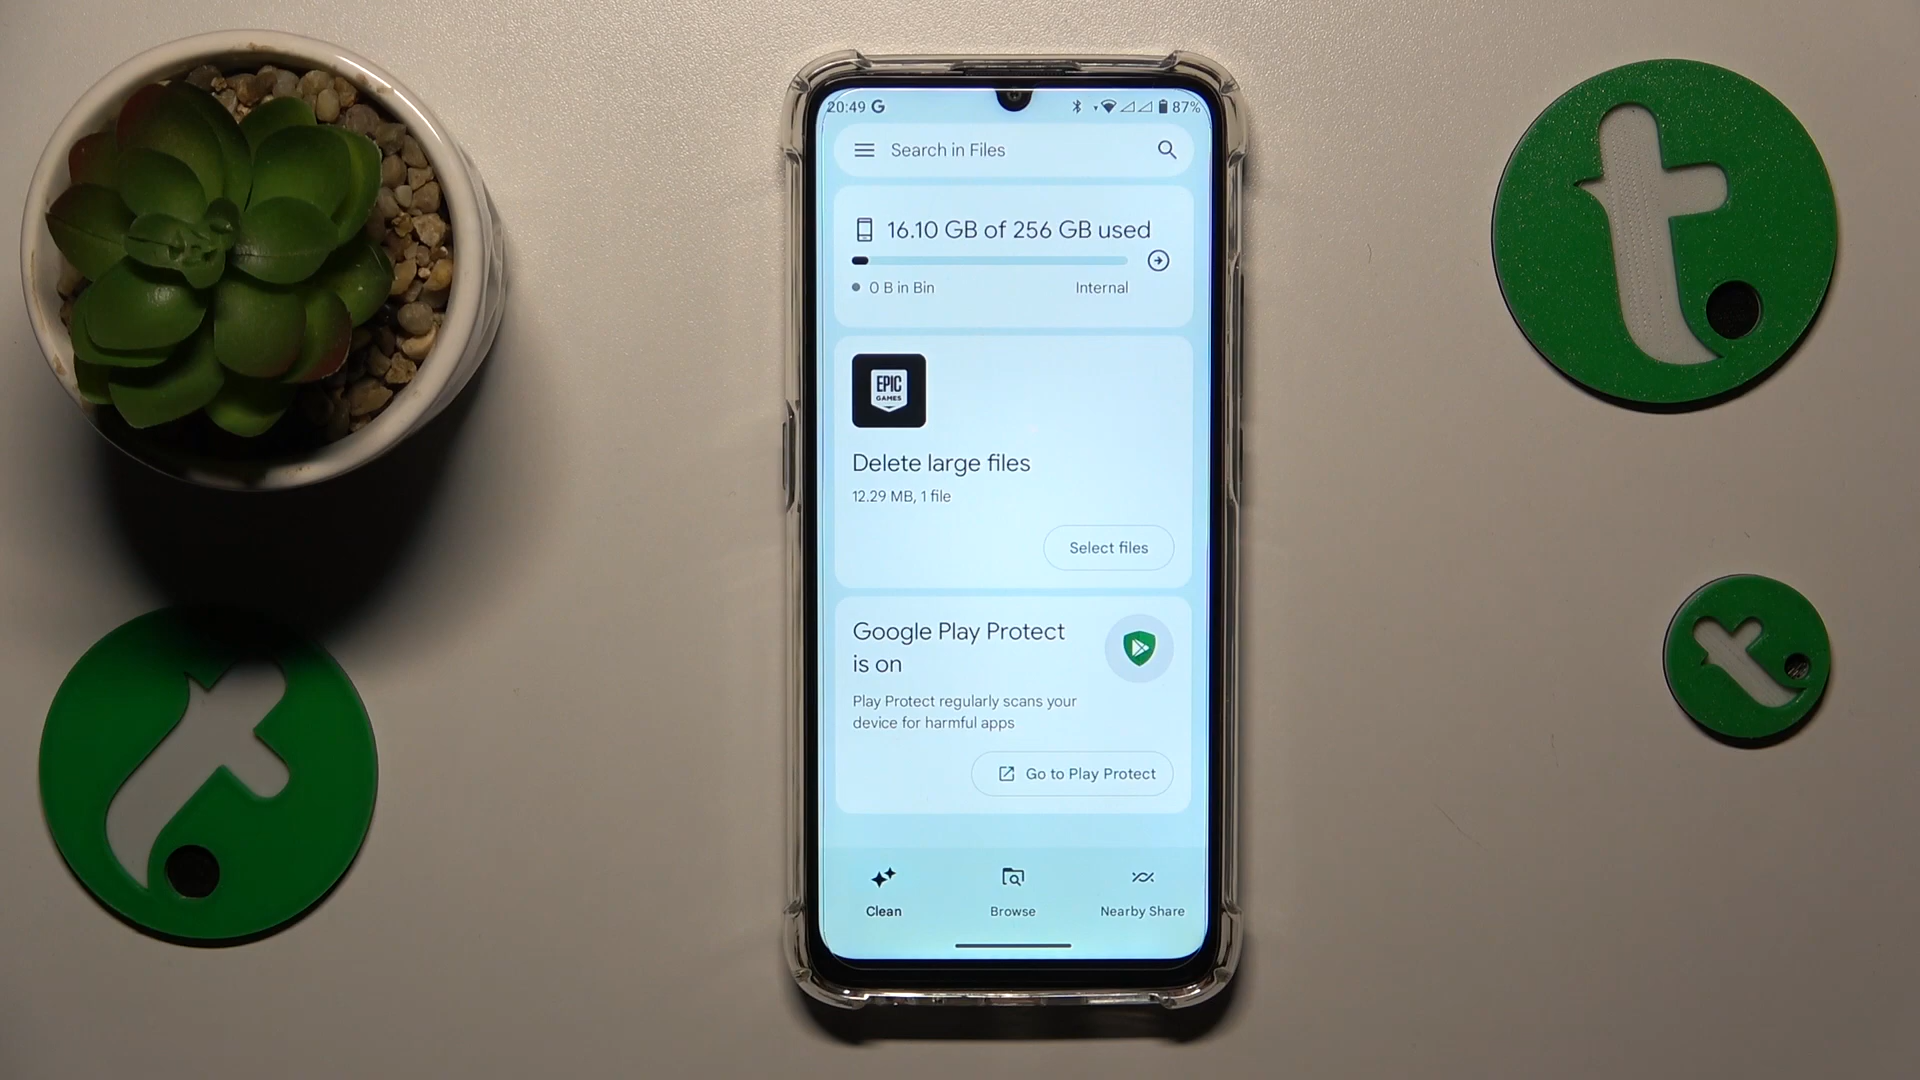 20:49 G 87%
Search in Files
16.10 GB of 256 GB used
0 B in Bin Internal
EPIC
GAMES
Delete large files
12.29 MB, 1 file
Select files
Google Play Protect
is on
Play Protect regularly scans your
device for harmful apps
Go to Play Protect
Clean Browse Nearby Share
t
t
t